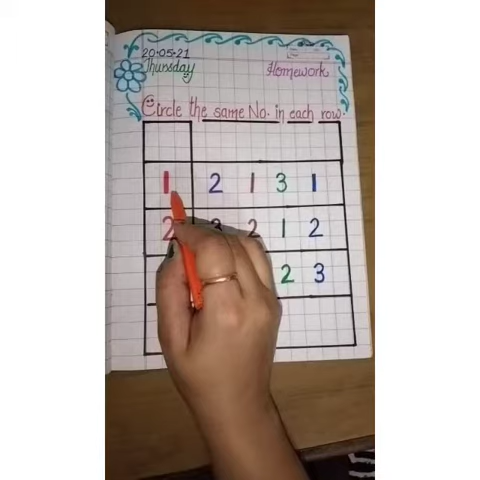 20.05.21
Thursday
Homework
Circle the same No. in each row.
1 2 1 3 1
2 2 1 2
2 3